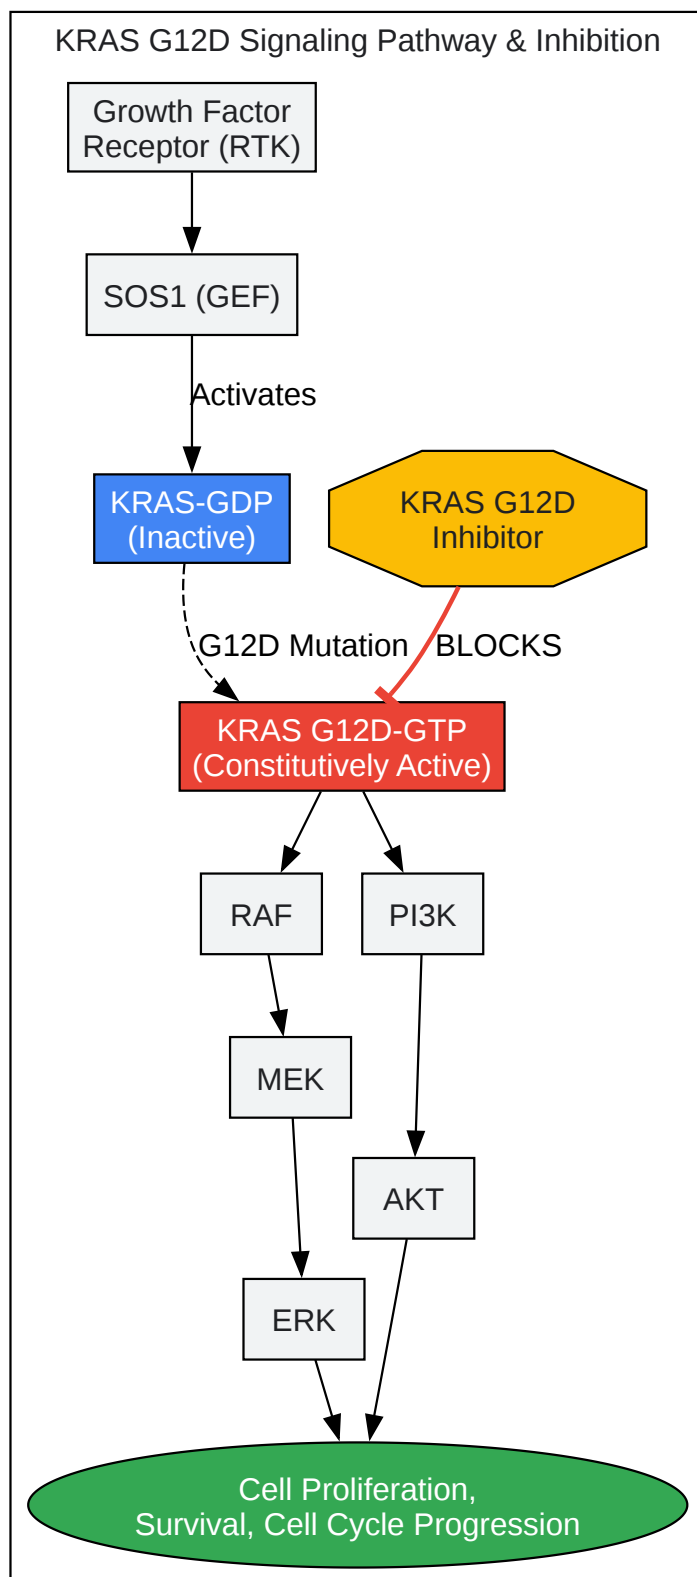 KRAS G12D Signaling Pathway & Inhibition
Growth Factor
Receptor (RTK)
SOS1 (GEF)
Activates
KRAS-GDP
(Inactive)
KRAS G12D
Inhibitor
G12D Mutation
BLOCKS
KRAS G12D-GTP
(Constitutively Active)
RAF
PI3K
MEK
AKT
ERK
Cell Proliferation,
Survival, Cell Cycle Progression